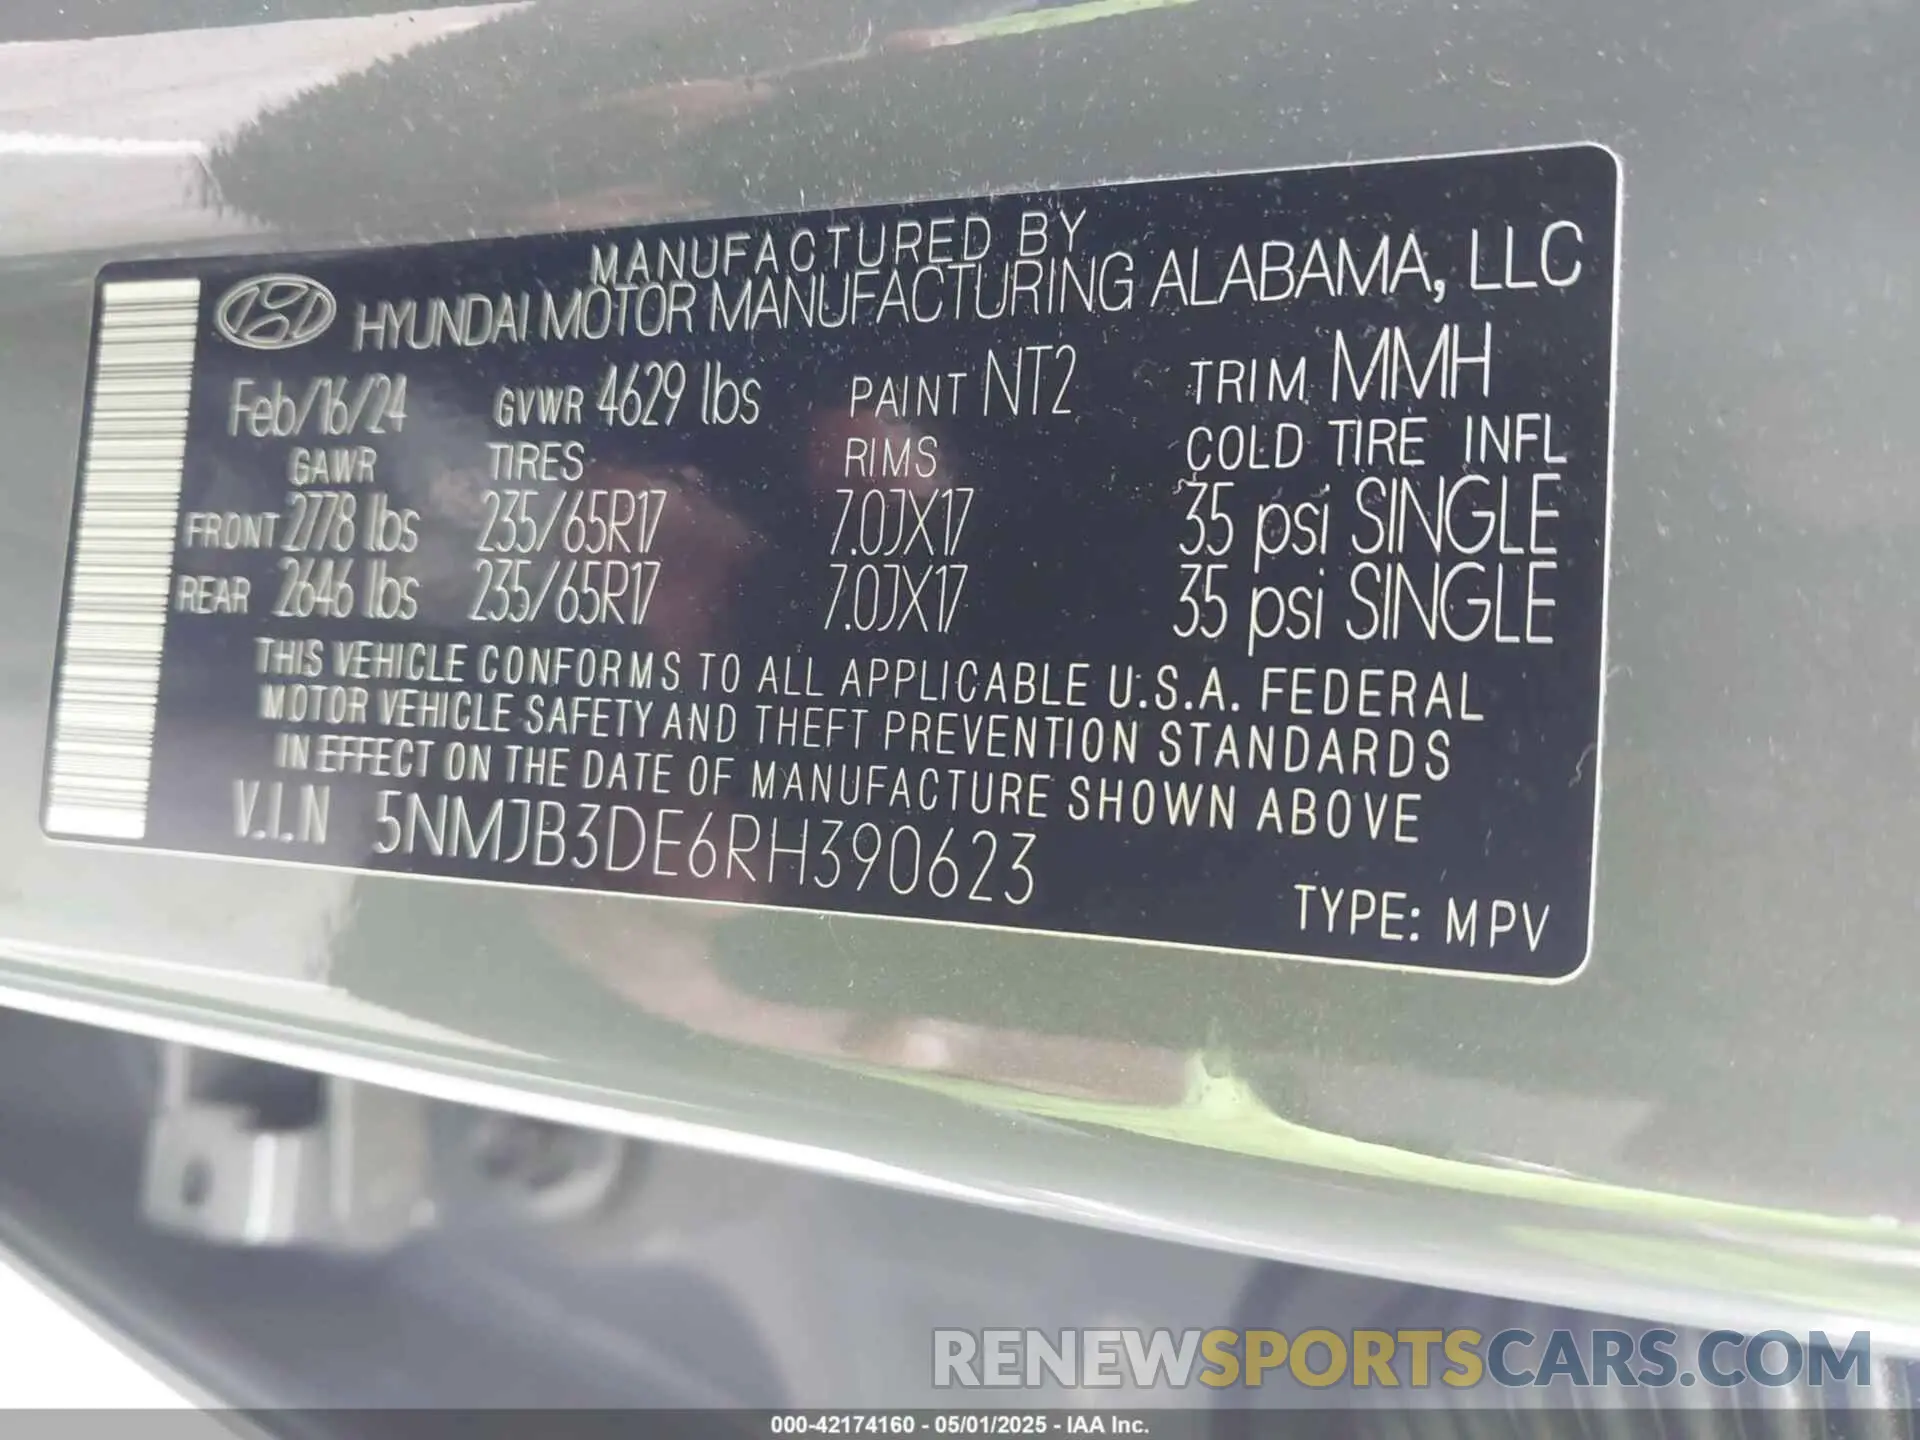 MANUFACTURED BY
HYUNDAI MOTOR MANUFACTURING ALABAMA, LLC
Feb/16/24 GVWR 4629 lbs PAINT NT2 TRIM MMH
GAWR TIRES RIMS COLD TIRE INFL
FRONT 2778 lbs 235/65R17 7.0JX17 35 psi SINGLE
REAR 2646 lbs 235/65R17 7.0JX17 35 psi SINGLE
THIS VEHICLE CONFORMS TO ALL APPLICABLE U.S.A. FEDERAL
MOTOR VEHICLE SAFETY AND THEFT PREVENTION STANDARDS
IN EFFECT ON THE DATE OF MANUFACTURE SHOWN ABOVE
V.I.N 5NMJB3DE6RH390623
TYPE: MPV
RENEWSPORTSCARS.COM
000-42174160 - 05/01/2025 - IAA Inc.